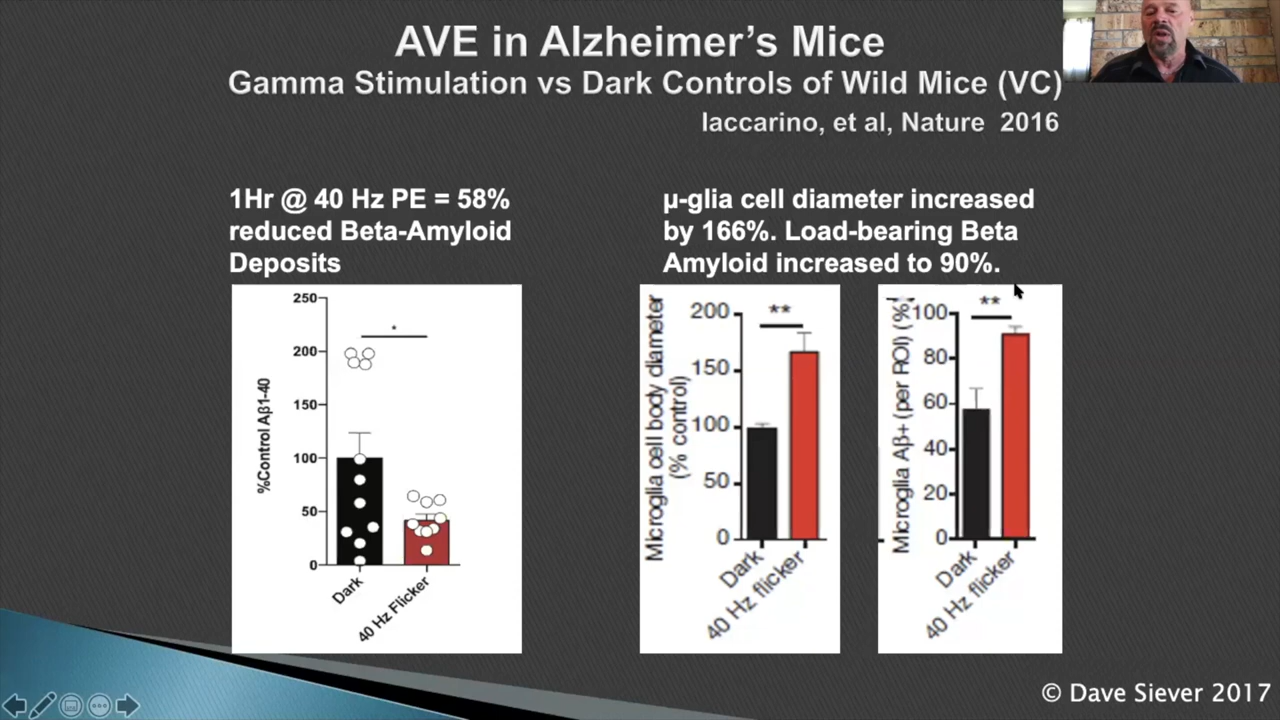 AVE in Alzheimer's Mice
Gamma Stimulation vs Dark Controls of Wild Mice (VC)
Iaccarino, et al, Nature 2016
1Hr @ 40 Hz PE = 58%
reduced Beta-Amyloid
Deposits
250
200
150
100
50
0
%Control Aβ1-40
*
Dark
40 Hz Flicker
µ-glia cell diameter increased
by 166%. Load-bearing Beta
Amyloid increased to 90%.
Microglia cell body diameter
(% control)
200
150
100
50
0
**
Dark
40 Hz flicker
Microglia Aβ+ (per ROI) (%)
100
80
60
40
20
0
**
Dark
40 Hz flicker
© Dave Siever 2017